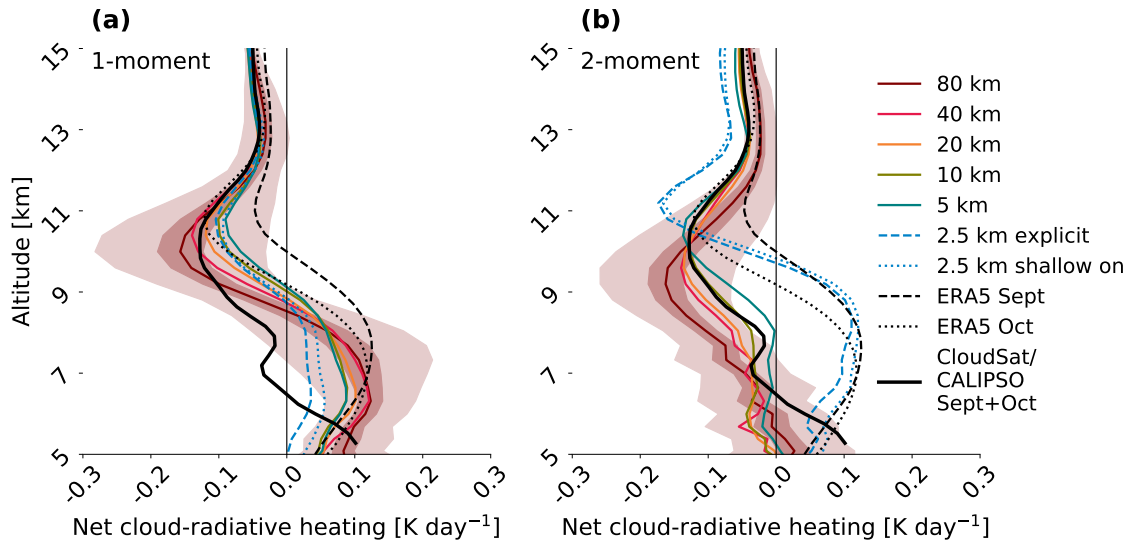 (a)
1-moment
15
13
11
9
7
5
Altitude [km]
-0.3
-0.2
-0.1
0.0
0.1
0.2
0.3
Net cloud-radiative heating [K day⁻¹]
(b)
2-moment
15
13
11
9
7
5
-0.3
-0.2
-0.1
0.0
0.1
0.2
0.3
Net cloud-radiative heating [K day⁻¹]
80 km
40 km
20 km
10 km
5 km
2.5 km explicit
2.5 km shallow on
ERA5 Sept
ERA5 Oct
CloudSat/
CALIPSO
Sept+Oct